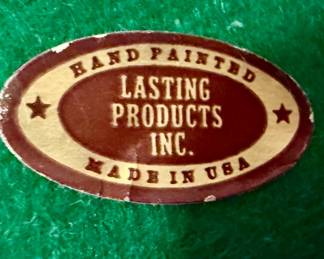 HAND PAINTED
LASTING
PRODUCTS
INC.
MADE IN USA